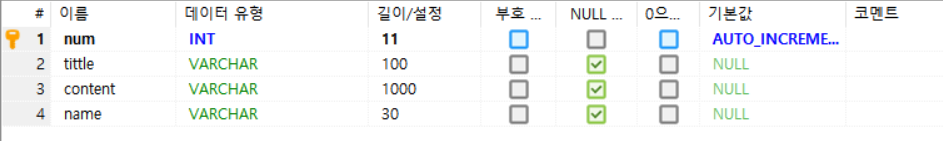 # 이름 데이터 유형 길이/설정 부호 ... NULL ... 0으... 기본값 코멘트
1 num INT 11 AUTO_INCREME...
2 tittle VARCHAR 100 NULL
3 content VARCHAR 1000 NULL
4 name VARCHAR 30 NULL